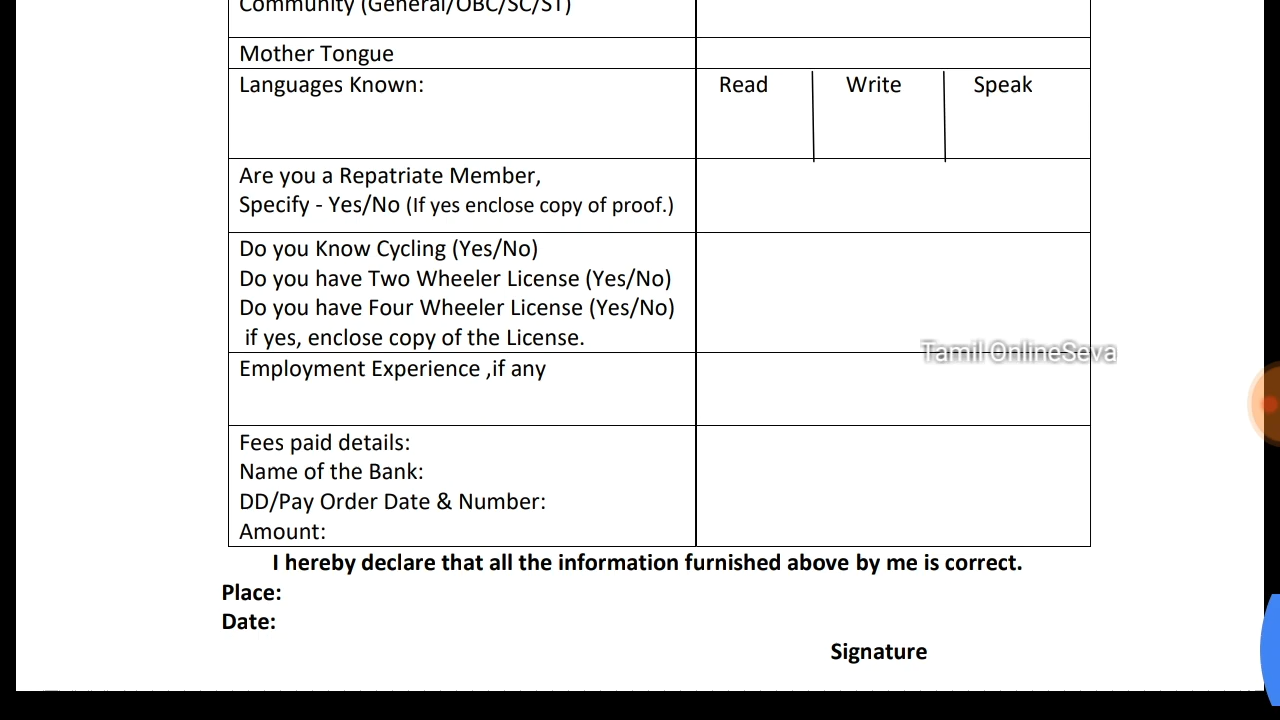 Community (General/OBC/SC/ST)
Mother Tongue
Languages Known:
Read Write Speak
Are you a Repatriate Member,
Specify - Yes/No (If yes enclose copy of proof.)
Do you Know Cycling (Yes/No)
Do you have Two Wheeler License (Yes/No)
Do you have Four Wheeler License (Yes/No)
if yes, enclose copy of the License.
Tamil OnlineSeva
Employment Experience ,if any
Fees paid details:
Name of the Bank:
DD/Pay Order Date & Number:
Amount:
I hereby declare that all the information furnished above by me is correct.
Place:
Date:
Signature